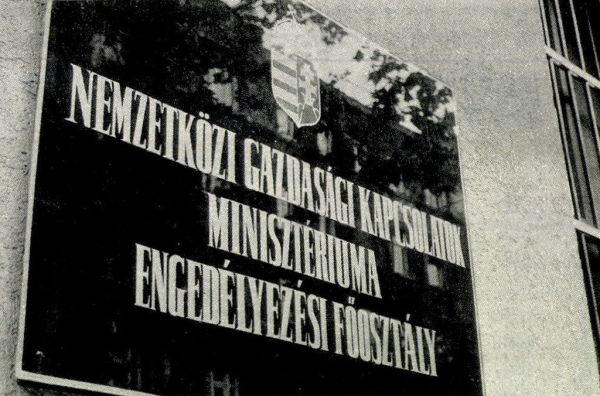 NEMZETKÖZI GAZDASÁGI KAPCSOLATOK
MINISZTÉRIUMA
ENGEDÉLYEZÉSI FŐOSZTÁLY